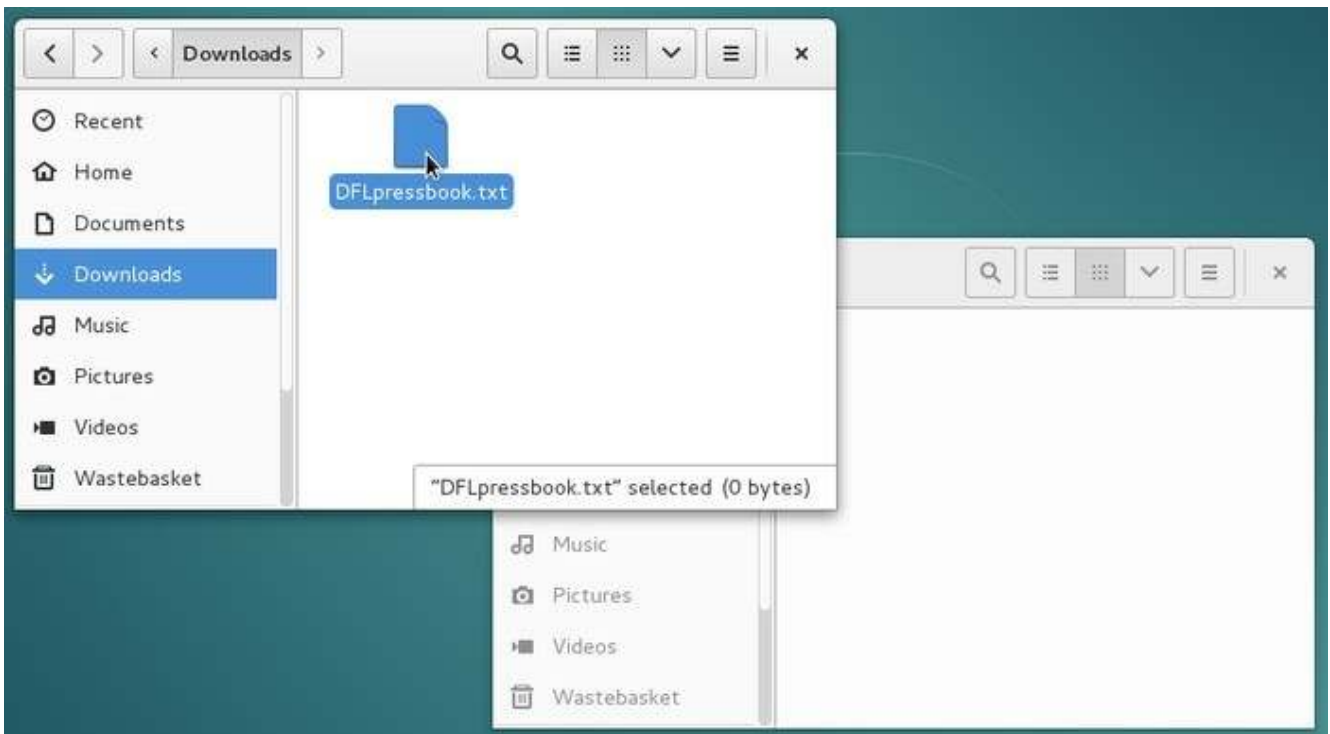 Downloads
Recent
Home
Documents
Downloads
Music
Pictures
Videos
Wastebasket
DFLpressbook.txt
"DFLpressbook.txt" selected (0 bytes)
Music
Pictures
Videos
Wastebasket